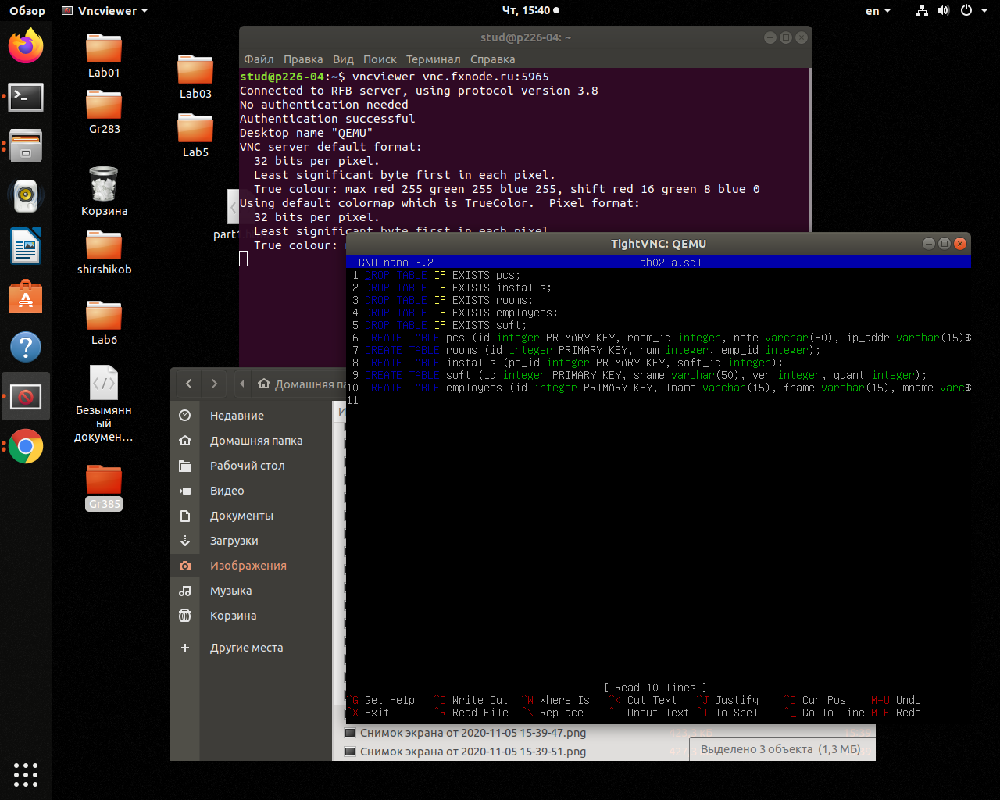 Обзор
Vncviewer
Чт, 15:40
en
Lab01
Gr283
Корзина
shirshikob
Lab6
Безымянн
ый
докумен...
Gr385
Lab03
Lab5
part1
stud@p226-04: ~
Файл Правка Вид Поиск Терминал Справка
stud@p226-04:~$ vncviewer vnc.fxnode.ru:5965
Connected to RFB server, using protocol version 3.8
No authentication needed
Authentication successful
Desktop name "QEMU"
VNC server default format:
32 bits per pixel.
Least significant byte first in each pixel.
True colour: max red 255 green 255 blue 255, shift red 16 green 8 blue 0
Using default colormap which is TrueColor. Pixel format:
32 bits per pixel.
Least significant byte first in each pixel.
True colour:
TightVNC: QEMU
GNU nano 3.2 lab02-a.sql
1 DROP TABLE IF EXISTS pcs;
2 DROP TABLE IF EXISTS installs;
3 DROP TABLE IF EXISTS rooms;
4 DROP TABLE IF EXISTS employees;
5 DROP TABLE IF EXISTS soft;
6 CREATE TABLE pcs (id integer PRIMARY KEY, room_id integer, note varchar(50), ip_addr varchar(15)$
7 CREATE TABLE rooms (id integer PRIMARY KEY, num integer, emp_id integer);
8 CREATE TABLE installs (pc_id integer PRIMARY KEY, soft_id integer);
9 CREATE TABLE soft (id integer PRIMARY KEY, sname varchar(50), ver integer, quant integer);
10 CREATE TABLE employees (id integer PRIMARY KEY, lname varchar(15), fname varchar(15), mname varc$
11
[ Read 10 lines ]
^G Get Help ^O Write Out ^W Where Is ^K Cut Text ^J Justify ^C Cur Pos M-U Undo
^X Exit ^R Read File ^\ Replace ^U Uncut Text ^T To Spell ^_ Go To Line M-E Redo
Домашняя па
Недавние
Домашняя папка
Рабочий стол
Видео
Документы
Загрузки
Изображения
Музыка
Корзина
Другие места
Снимок экрана от 2020-11-05 15-39-47.png 15:39
Снимок экрана от 2020-11-05 15-39-51.png
Выделено 3 объекта (1,3 МБ)